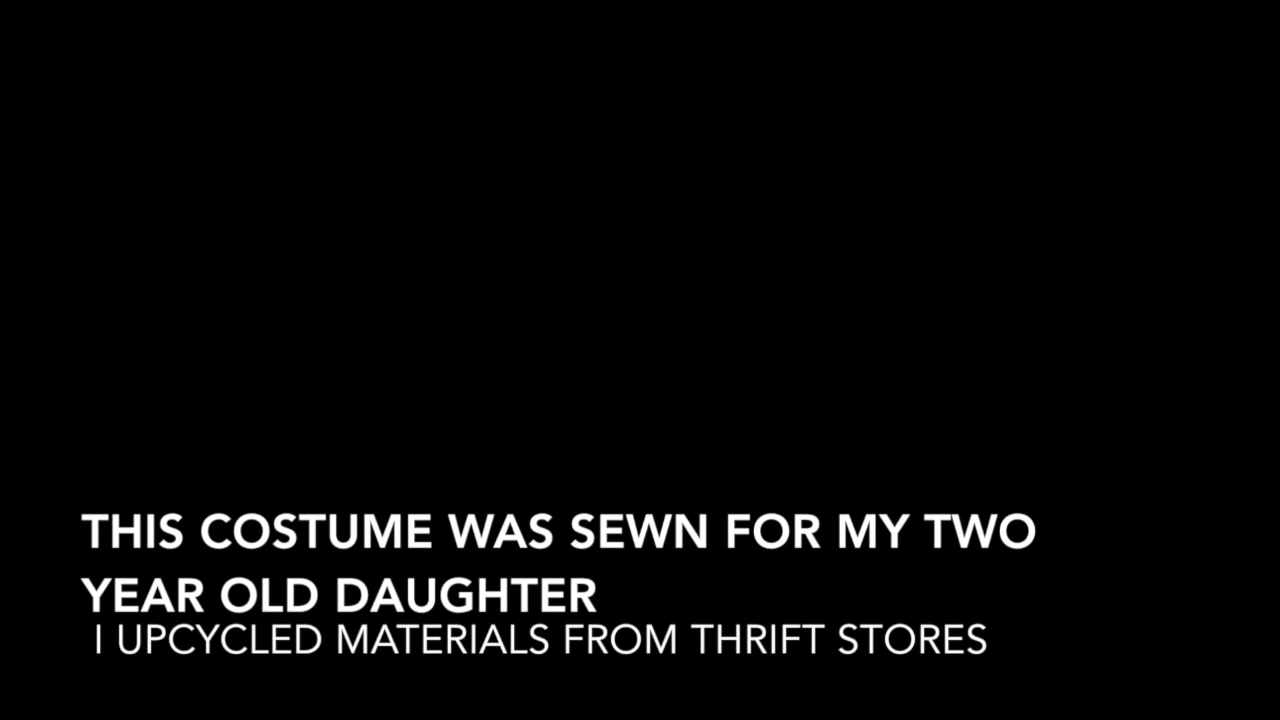 THIS COSTUME WAS SEWN FOR MY TWO
YEAR OLD DAUGHTER
I UPCYCLED MATERIALS FROM THRIFT STORES